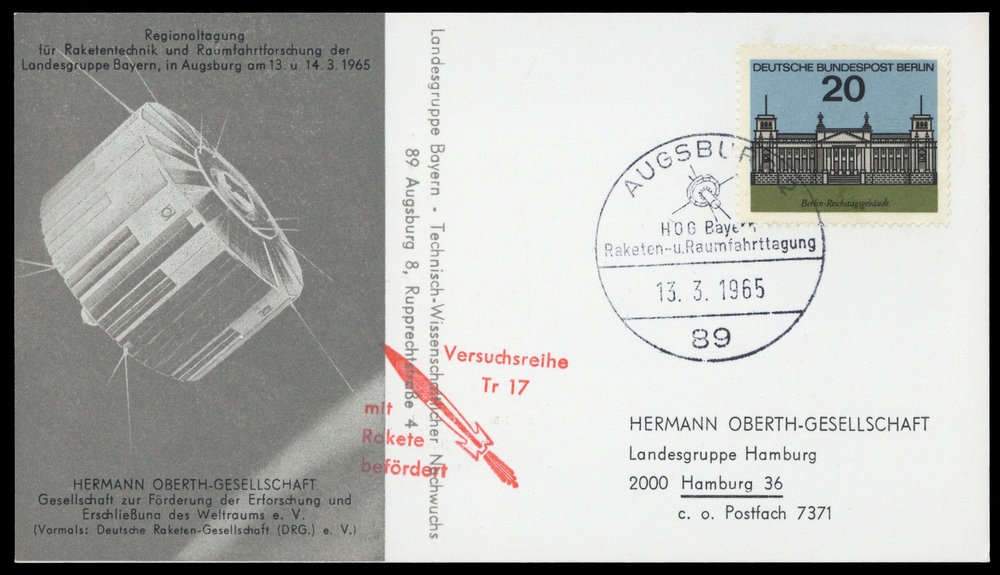 Regionaltagung
für Raketentechnik und Raumfahrtforschung der
Landesgruppe Bayern, in Augsburg am 13. u. 14. 3. 1965
HERMANN OBERTH-GESELLSCHAFT
Gesellschaft zur Förderung der Erforschung und
Erschließung des Weltraums e. V.
(Vormals: Deutsche Raketen-Gesellschaft (DRG.) e. V.)
Landesgruppe Bayern - Technisch-Wissenschaftlicher Nachwuchs
89 Augsburg 8, Rupprechtstraße 4
Versuchsreihe
Tr 17
mit
Rakete
befördert
DEUTSCHE BUNDESPOST BERLIN
20
Berlin-Reichstagsgebäude
AUGSBURG 2
HOG Bayern
Raketen-u.Raumfahrttagung
13. 3. 1965
89
HERMANN OBERTH-GESELLSCHAFT
Landesgruppe Hamburg
2000 Hamburg 36
c. o. Postfach 7371